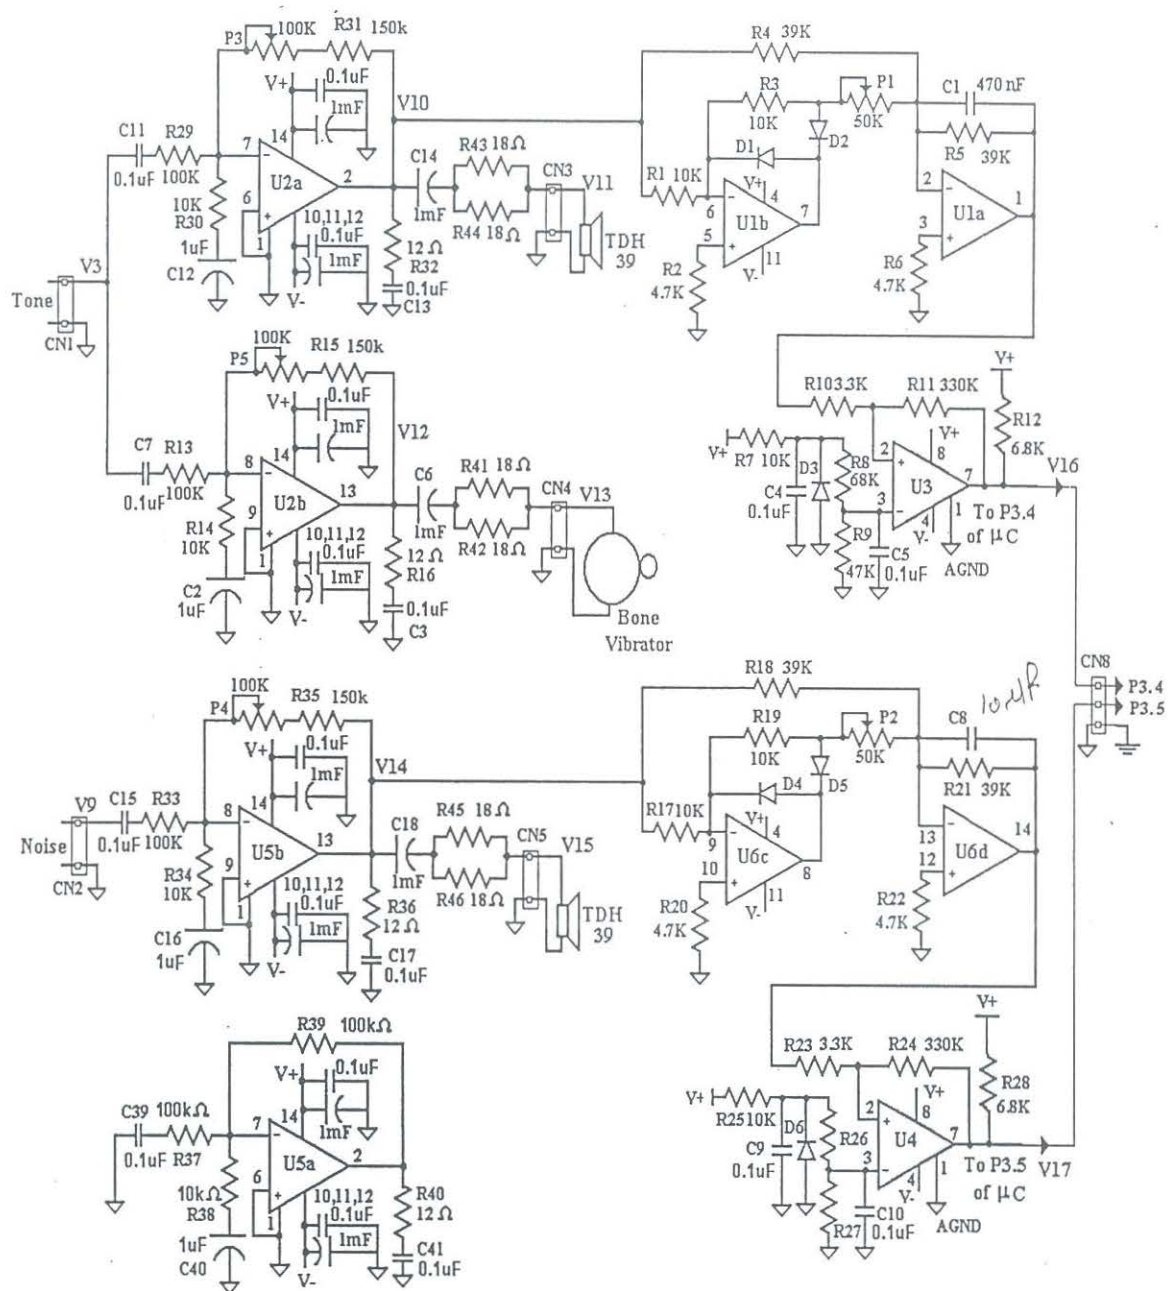 P3
100K
R31 150k
V+
0.1uF
1mF
V10
R4 39K
R3
10K
P1
50K
C1 470 nF
R5
39K
D2
D1
C11
0.1uF
R29
100K
7
14
U2a
2
6
1
10K
R30
1uF
C12
10,11,12
0.1uF
1mF
V-
C14
1mF
R43 18Ω
R44 18Ω
CN3
V11
TDH
39
12Ω
R32
0.1uF
C13
R1 10K
V+
4
6
U1b
7
5
11
V-
R2
4.7K
2
U1a
1
3
R6
4.7K
V3
Tone
CN1
P5
100K
R15 150k
V+
0.1uF
1mF
V12
C7
0.1uF
R13
100K
8
14
U2b
13
9
1
R14
10K
C2
1uF
10,11,12
0.1uF
1mF
V-
C6
1mF
R41 18Ω
R42 18Ω
CN4
V13
Bone
Vibrator
12Ω
R16
0.1uF
C3
R10 3.3K
R11 330K
V+
R12
6.8K
V16
V+
R7 10K
D3
R8
68K
C4
0.1uF
R9
47K
C5
0.1uF
2
V+
8
U3
7
3
4
V-
1
AGND
To P3.4
of μC
CN8
P3.4
P3.5
P4
100K
R35 150k
V+
0.1uF
1mF
V14
R18 39K
R19
10K
P2
50K
C8
10 μF
R21 39K
D5
D4
V9
Noise
CN2
C15
0.1uF
R33
100K
8
14
U5b
13
9
1
R34
10K
C16
1uF
10,11,12
0.1uF
1mF
V-
C18
1mF
R45
18Ω
R46 18Ω
CN5
V15
TDH
39
R36
12Ω
C17
0.1uF
R17 10K
V+
4
9
U6c
8
10
11
V-
R20
4.7K
13
U6d
14
12
R22
4.7K
R39 100kΩ
V+
0.1uF
1mF
C39
0.1uF
100kΩ
R37
7
14
U5a
2
6
1
10kΩ
R38
1uF
C40
10,11,12
0.1uF
1mF
V-
R40
12Ω
C41
0.1uF
R23 3.3K
R24 330K
V+
R28
6.8K
V17
V+
R25 10K
D6
R26
C9
0.1uF
R27
C10
0.1uF
2
V+
8
U4
7
3
4
V-
1
AGND
To P3.5
of μC